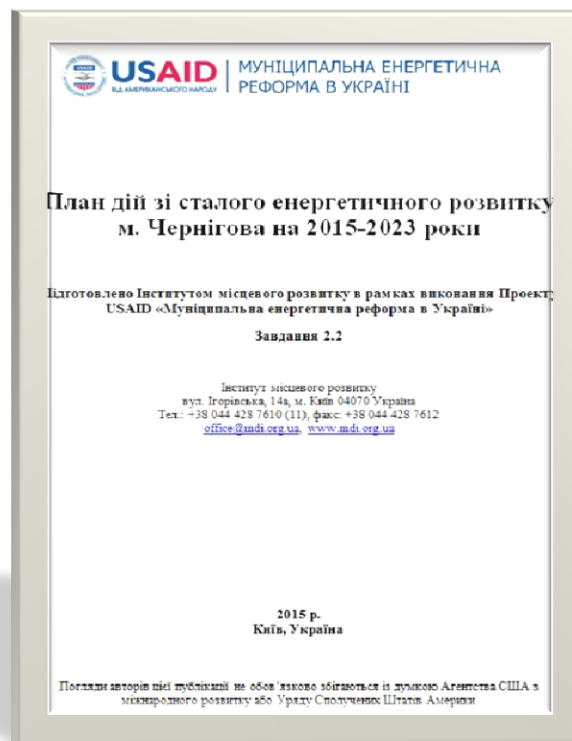 USAID
ВІД АМЕРИКАНСЬКОГО НАРОДУ
МУНІЦИПАЛЬНА ЕНЕРГЕТИЧНА
РЕФОРМА В УКРАЇНІ
План дій зі сталого енергетичного розвитку
м. Чернігова на 2015-2023 роки
Підготовлено Інститутом місцевого розвитку в рамках виконання Проекту
USAID «Муніципальна енергетична реформа в Україні»
Завдання 2.2
Інститут місцевого розвитку
вул. Ігорівська, 14а, м. Київ 04070 Україна
Тел.: +38 044 428 7610 (11), факс: +38 044 428 7612
office@mdi.org.ua, www.mdi.org.ua
2015 р.
Київ, Україна
Погляди авторів цієї публікації не обов'язково збігаються із думкою Агентства США з
міжнародного розвитку або Уряду Сполучених Штатів Америки